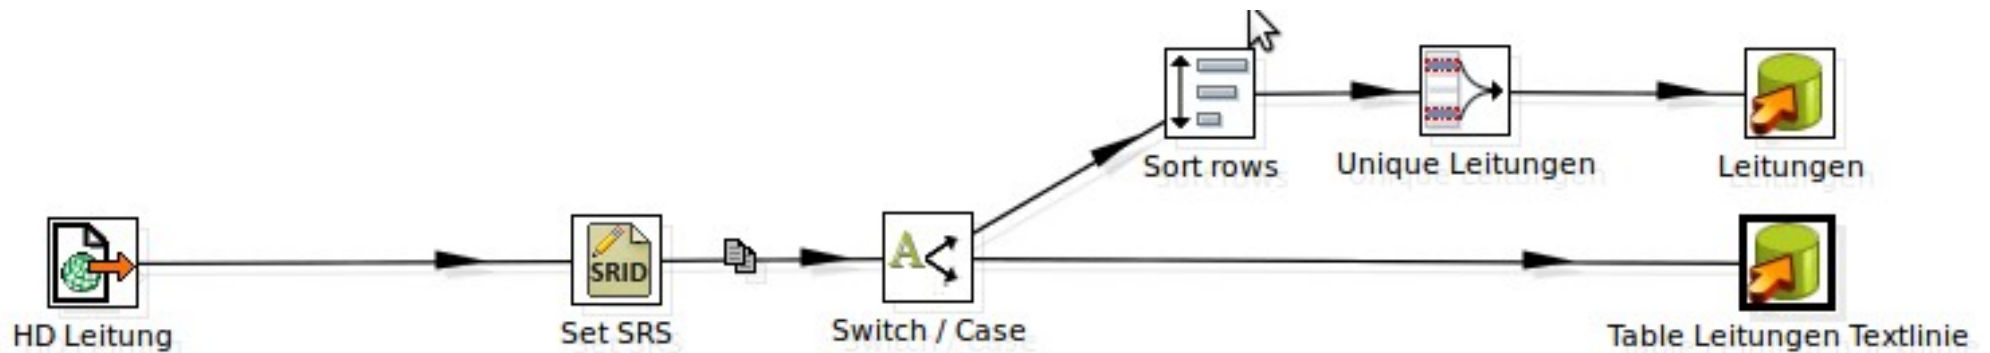 Sort rows
Unique Leitungen
Leitungen
SRID
A
HD Leitung
Set SRS
Switch / Case
Table Leitungen Textlinie